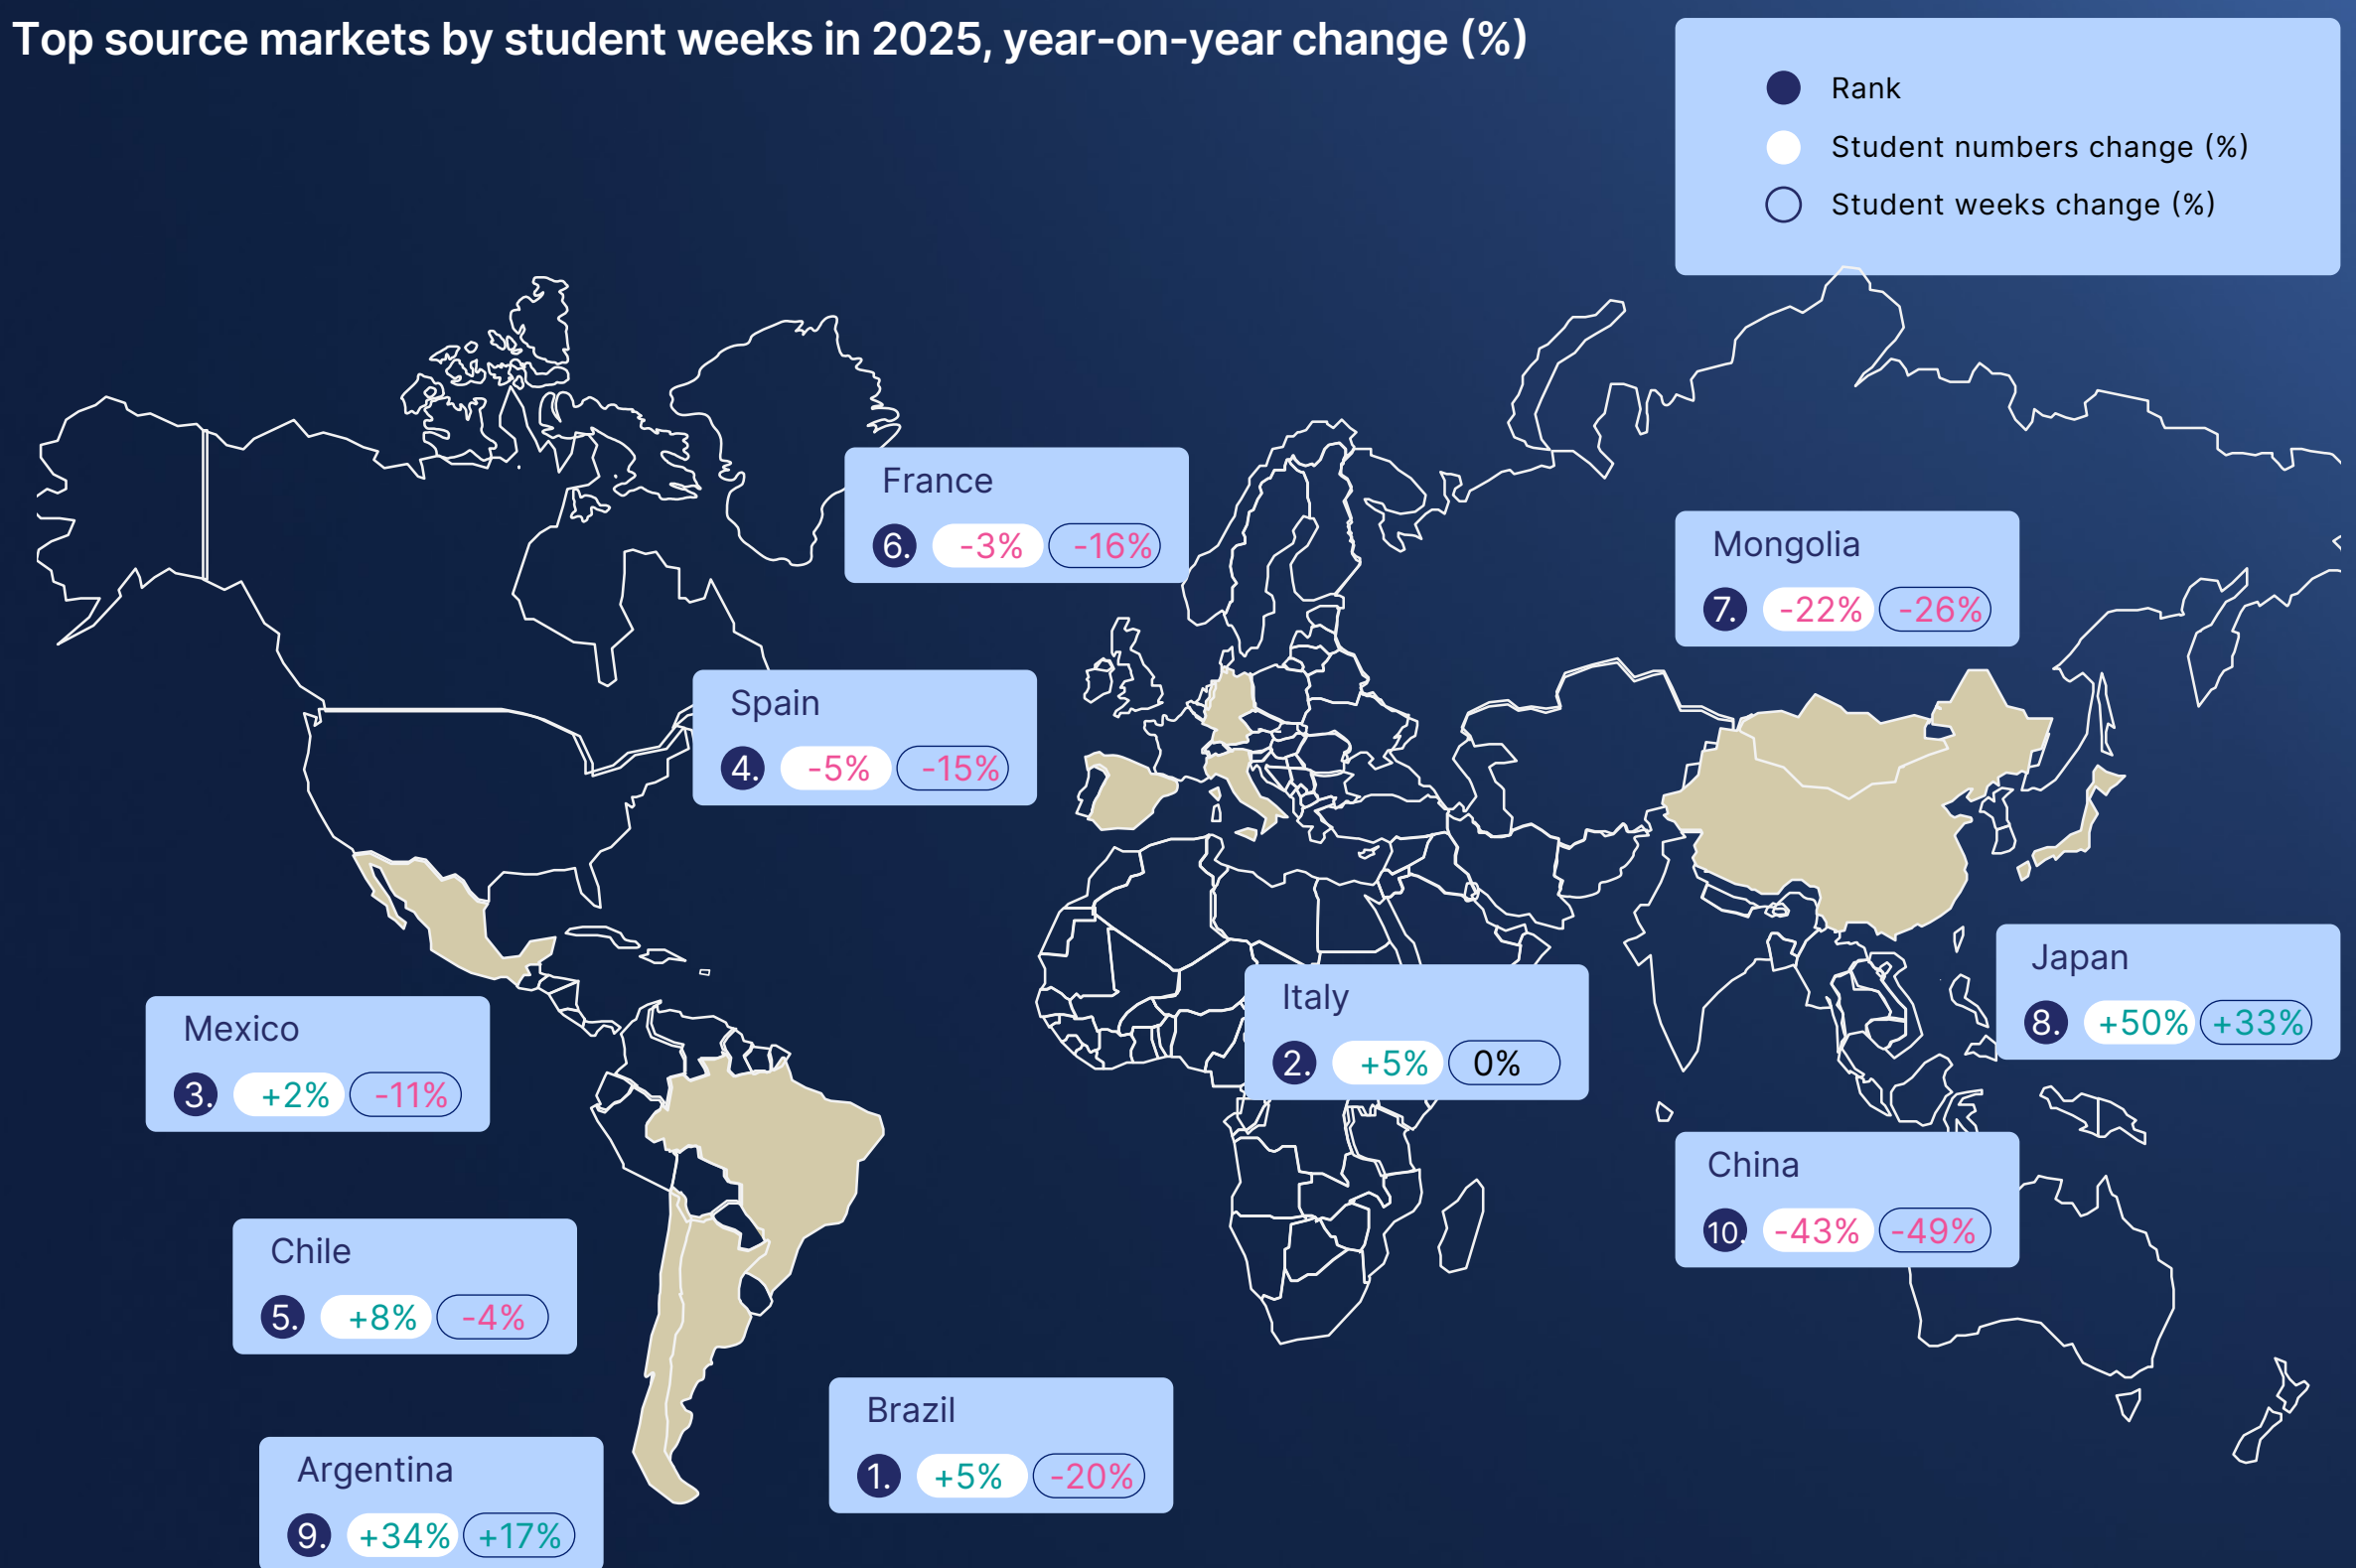 Top source markets by student weeks in 2025, year-on-year change (%)
Rank
Student numbers change (%)
Student weeks change (%)
France
6. -3% -16%
Mongolia
7. -22% -26%
Spain
4. -5% -15%
Japan
8. +50% +33%
Italy
2. +5% 0%
Mexico
3. +2% -11%
China
10. -43% -49%
Chile
5. +8% -4%
Brazil
1. +5% -20%
Argentina
9. +34% +17%